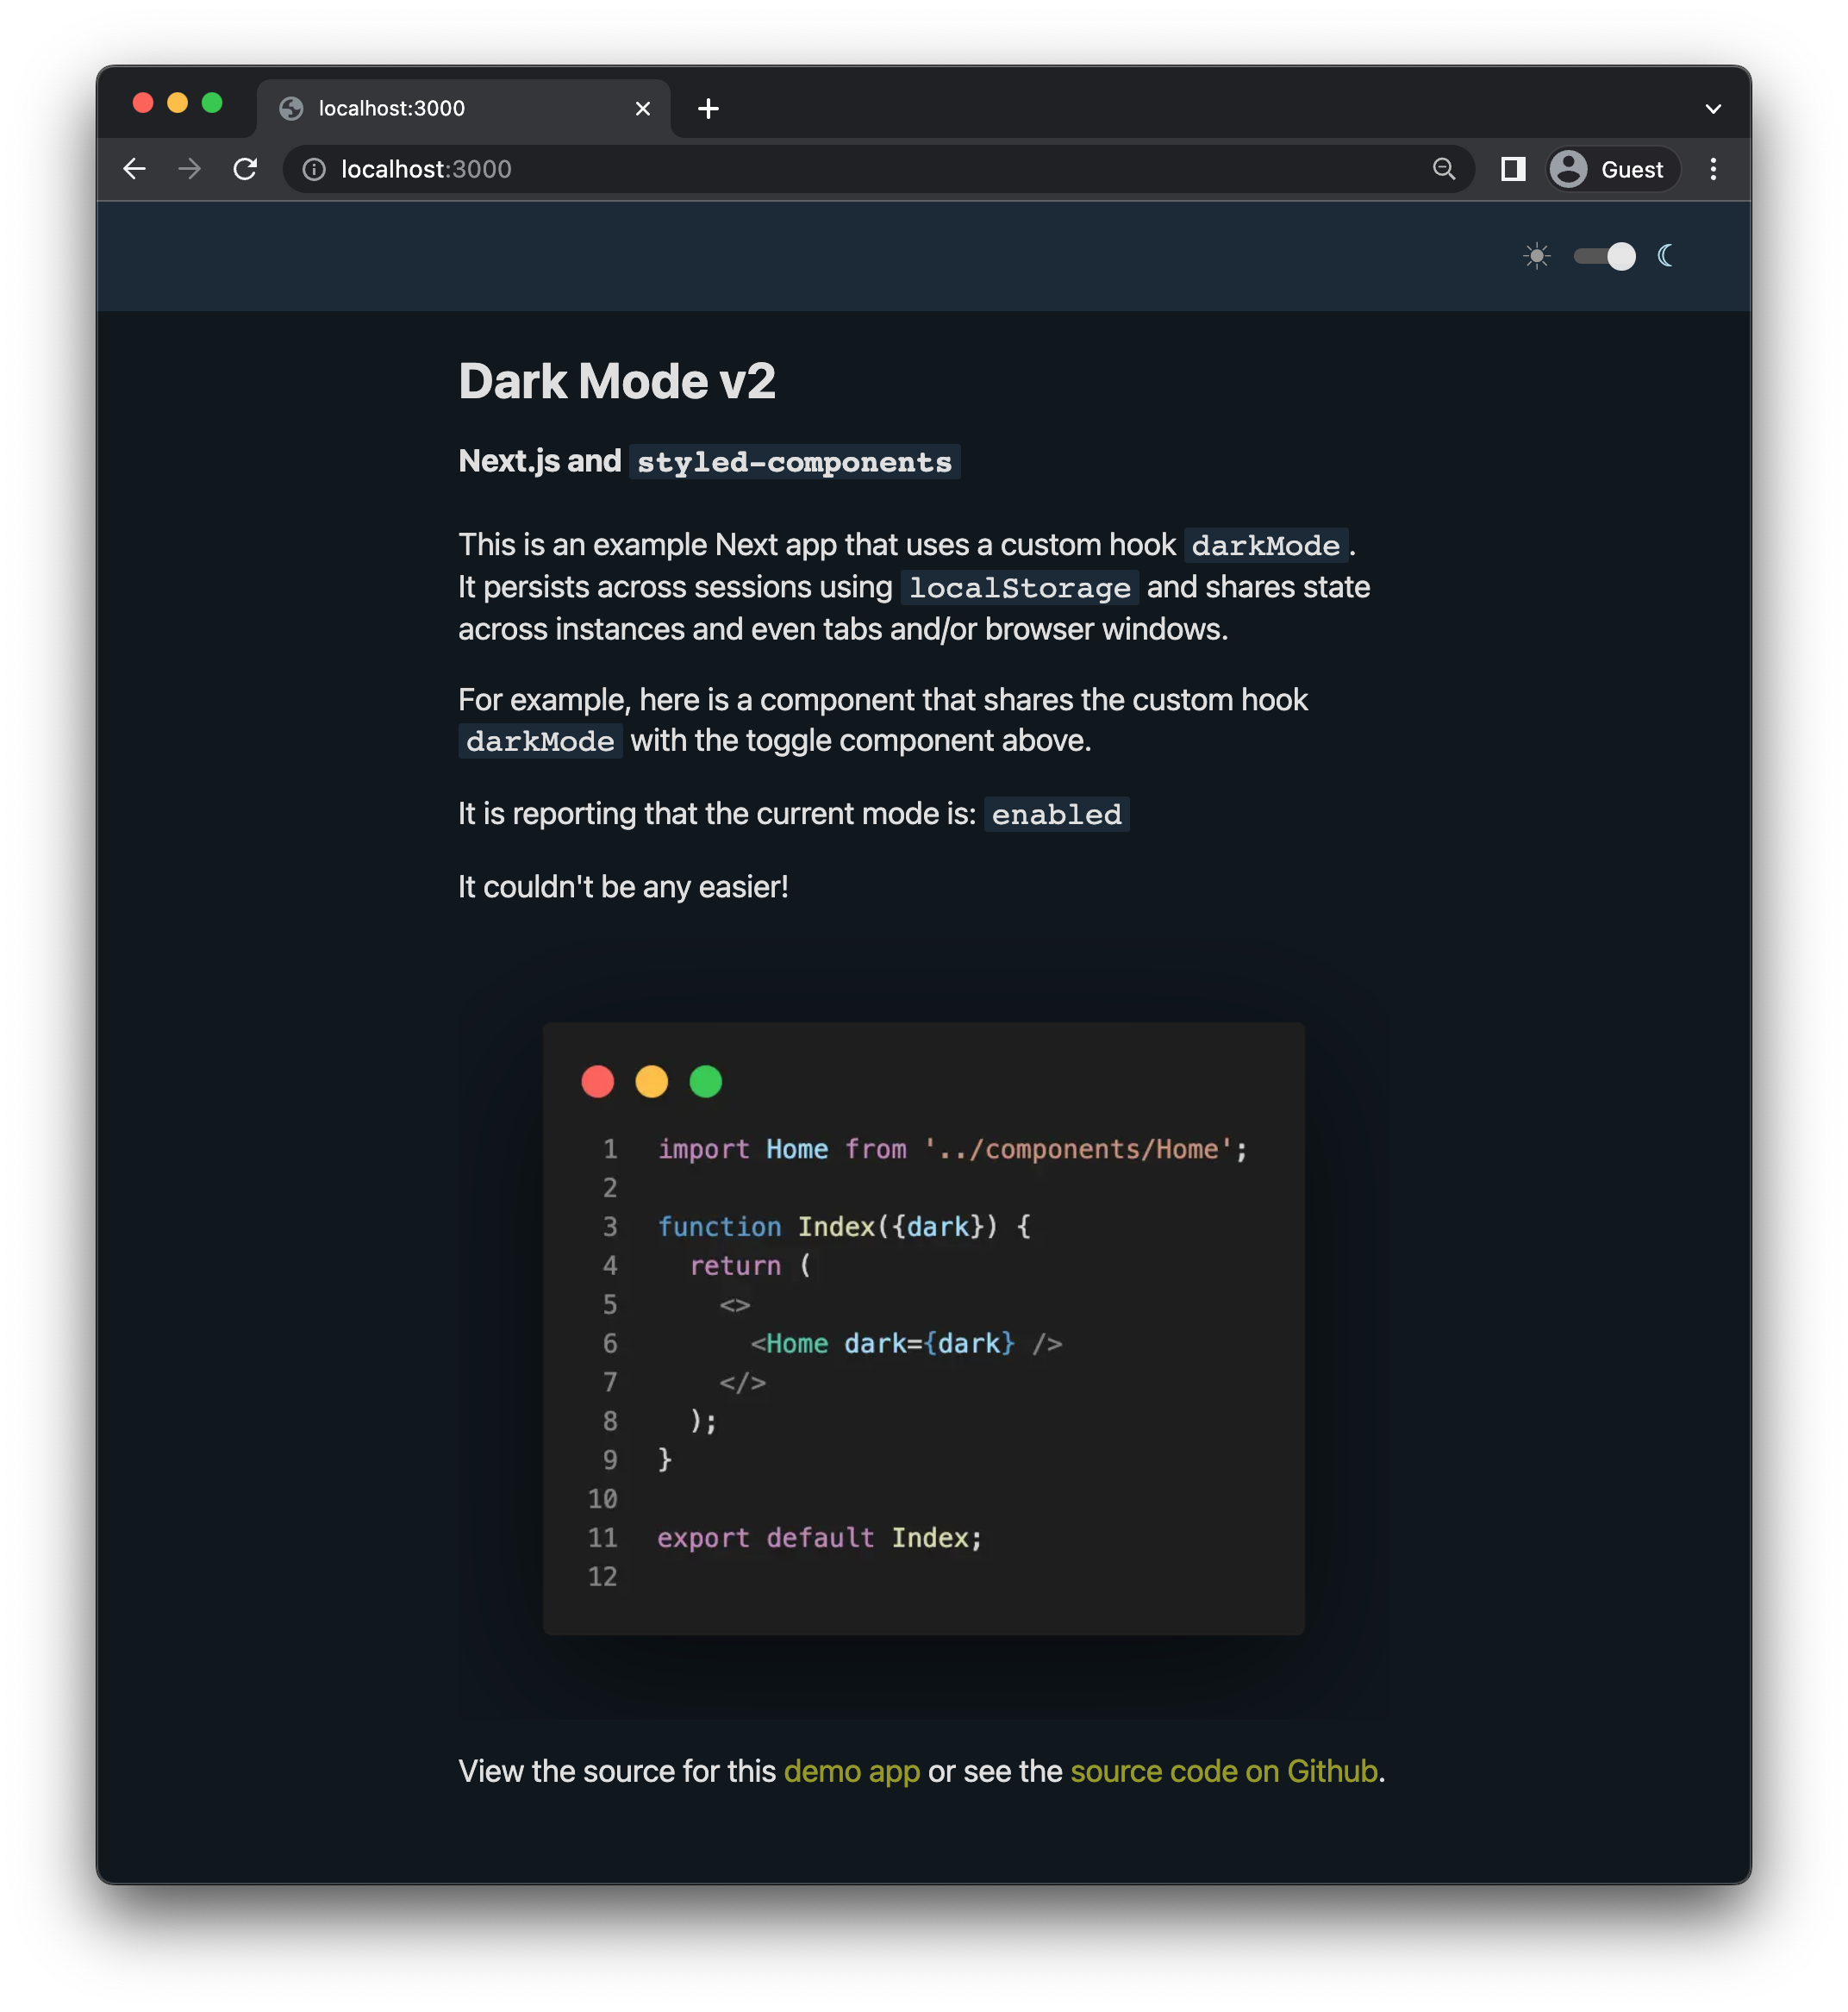 localhost:3000
localhost:3000
Guest
Dark Mode v2
Next.js and styled-components
This is an example Next app that uses a custom hook darkMode.
It persists across sessions using localStorage and shares state
across instances and even tabs and/or browser windows.
For example, here is a component that shares the custom hook
darkMode with the toggle component above.
It is reporting that the current mode is: enabled
It couldn't be any easier!
1 import Home from '../components/Home';
2
3 function Index({dark}) {
4   return (
5     <>
6       <Home dark={dark} />
7     </>
8   );
9 }
10
11 export default Index;
12
View the source for this demo app or see the source code on Github.